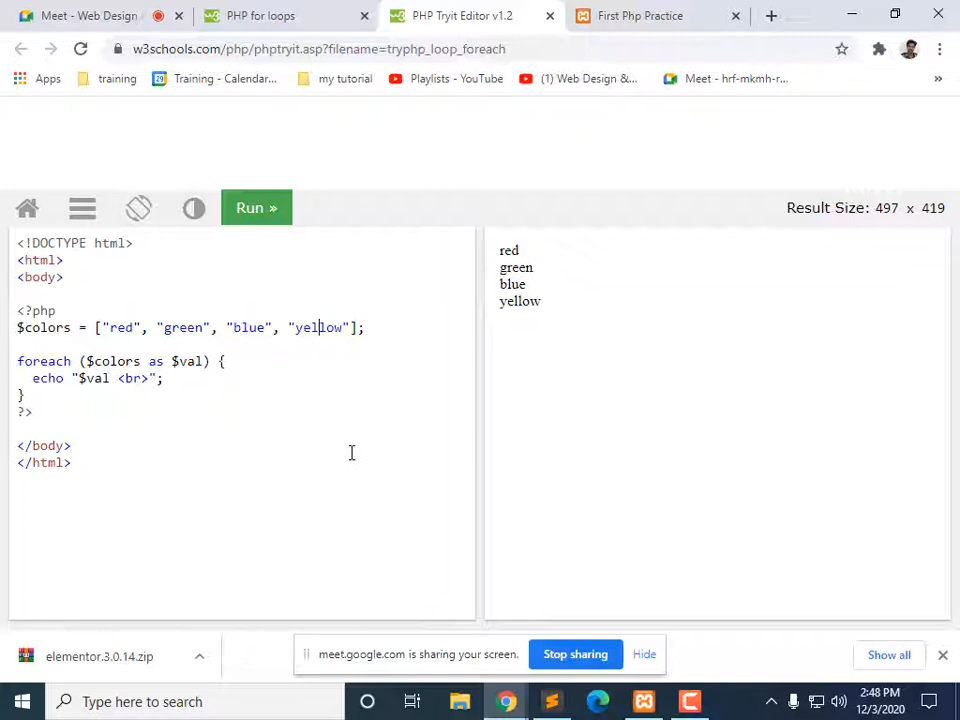 Meet - Web Design
PHP for loops
PHP Tryit Editor v1.2
First Php Practice
w3schools.com/php/phptryit.asp?filename=tryphp_loop_foreach
Apps
training
Training - Calendar...
my tutorial
Playlists - YouTube
(1) Web Design &...
Meet - hrf-mkmh-r...
»
Run »
Result Size: 497 x 419
<!DOCTYPE html>
<html>
<body>
<?php
$colors = ["red", "green", "blue", "yellow"];
foreach ($colors as $val) {
echo "$val <br>";
}
?>
</body>
</html>
red
green
blue
yellow
elementor.3.0.14.zip
meet.google.com is sharing your screen.
Stop sharing
Hide
Show all
Type here to search
2:48 PM
12/3/2020